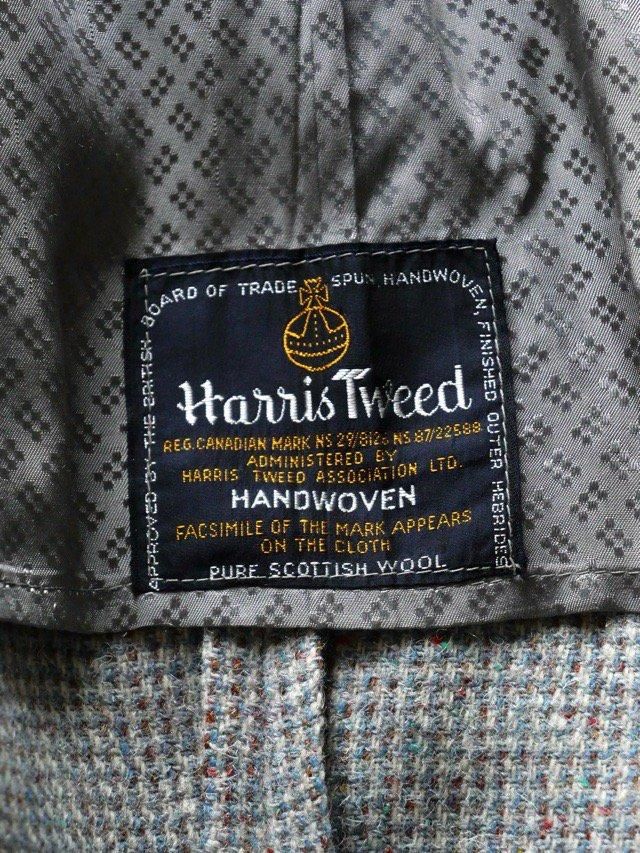 APPROVED BY THE BRITISH BOARD OF TRADE SPUN, HANDWOVEN, FINISHED OUTER HEBRIDES
Harris Tweed
REG. CANADIAN MARK NS 29/8126 NS 87/22588
ADMINISTERED BY
HARRIS TWEED ASSOCIATION LTD.
HANDWOVEN
FACSIMILE OF THE MARK APPEARS
ON THE CLOTH
PURE SCOTTISH WOOL